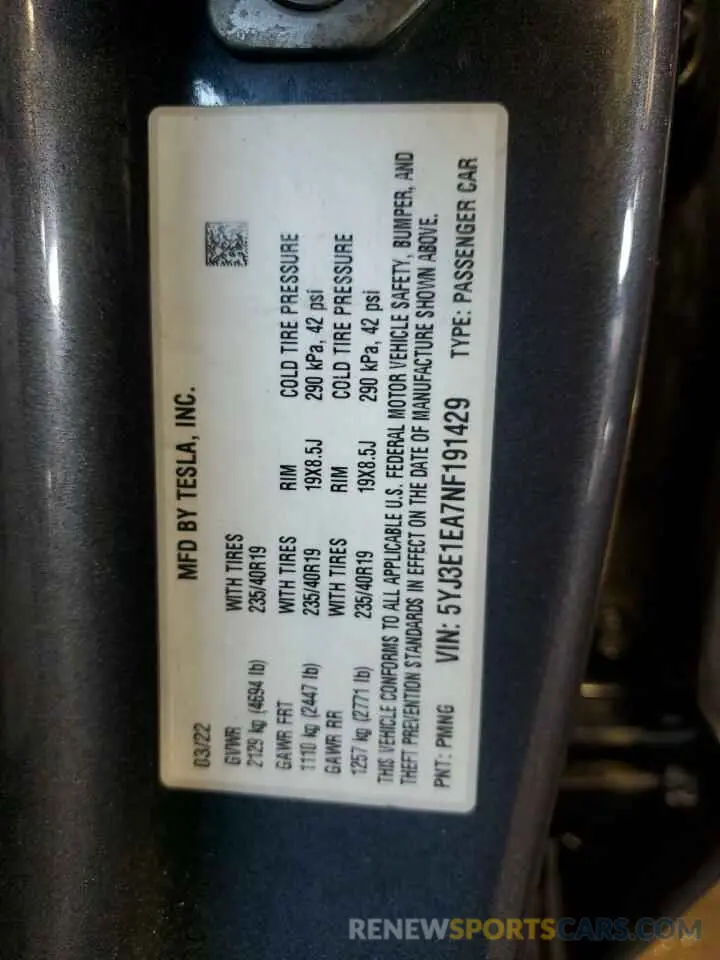 MFD BY TESLA, INC.
03/22
GVWR WITH TIRES
2129 kg (4694 lb) 235/40R19
GAWR FRT WITH TIRES RIM COLD TIRE PRESSURE
1110 kg (2447 lb) 235/40R19 19X8.5J 290 kPa, 42 psi
GAWR RR WITH TIRES RIM COLD TIRE PRESSURE
1257 kg (2771 lb) 235/40R19 19X8.5J 290 kPa, 42 psi
THIS VEHICLE CONFORMS TO ALL APPLICABLE U.S. FEDERAL MOTOR VEHICLE SAFETY, BUMPER, AND
THEFT PREVENTION STANDARDS IN EFFECT ON THE DATE OF MANUFACTURE SHOWN ABOVE.
PKT: PMNG VIN: 5YJ3E1EA7NF191429 TYPE: PASSENGER CAR
RENEWSPORTSCARS.COM